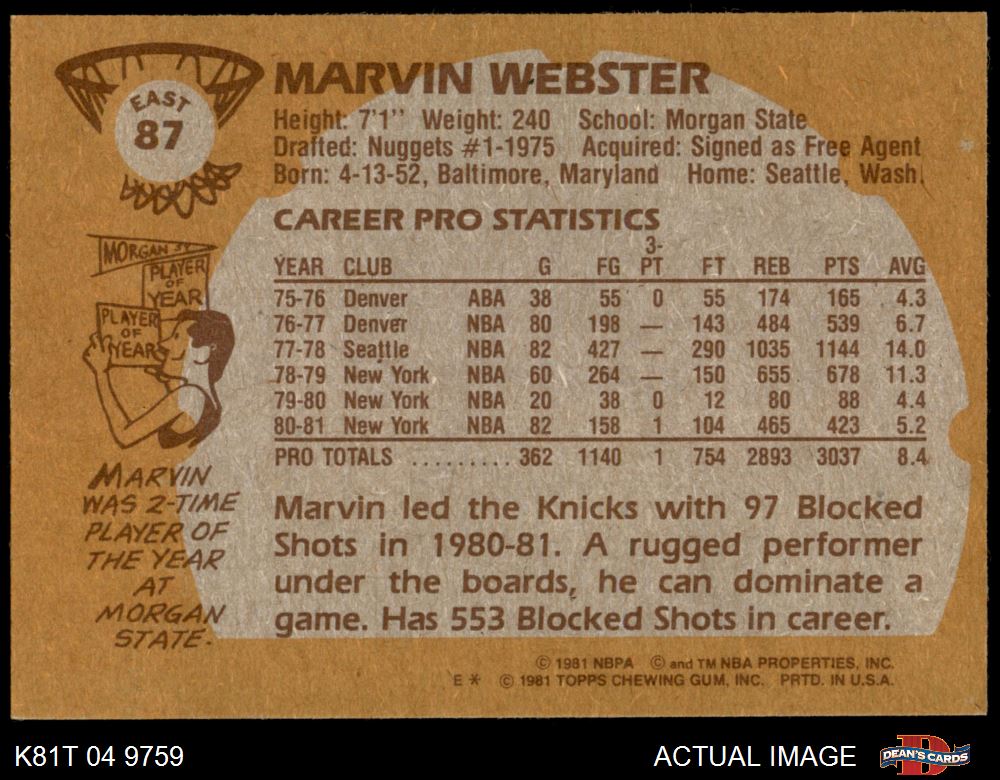 EAST
87
MARVIN WEBSTER
Height: 7'1'' Weight: 240 School: Morgan State
Drafted: Nuggets #1-1975 Acquired: Signed as Free Agent
Born: 4-13-52, Baltimore, Maryland Home: Seattle, Wash.
CAREER PRO STATISTICS
YEAR CLUB G FG 3-PT FT REB PTS AVG
75-76 Denver ABA 38 55 0 55 174 165 4.3
76-77 Denver NBA 80 198 — 143 484 539 6.7
77-78 Seattle NBA 82 427 — 290 1035 1144 14.0
78-79 New York NBA 60 264 — 150 655 678 11.3
79-80 New York NBA 20 38 0 12 80 88 4.4
80-81 New York NBA 82 158 1 104 465 423 5.2
PRO TOTALS .......... 362 1140 1 754 2893 3037 8.4
MORGAN ST
PLAYER
OF
YEAR
PLAYER
OF
YEAR
MARVIN
WAS 2-TIME
PLAYER OF
THE YEAR
AT
MORGAN
STATE.
Marvin led the Knicks with 97 Blocked
Shots in 1980-81. A rugged performer
under the boards, he can dominate a
game. Has 553 Blocked Shots in career.
© 1981 NBPA © and TM NBA PROPERTIES, INC.
E * © 1981 TOPPS CHEWING GUM, INC. PRTD. IN U.S.A.
K81T 04 9759
ACTUAL IMAGE
DEAN'S CARDS